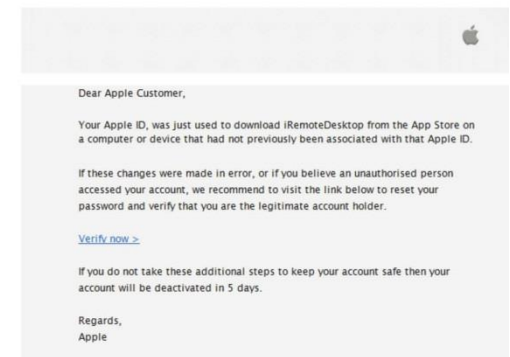 Dear Apple Customer,
Your Apple ID, was just used to download iRemoteDesktop from the App Store on
a computer or device that had not previously been associated with that Apple ID.
If these changes were made in error, or if you believe an unauthorised person
accessed your account, we recommend to visit the link below to reset your
password and verify that you are the legitimate account holder.
Verify now >
If you do not take these additional steps to keep your account safe then your
account will be deactivated in 5 days.
Regards,
Apple